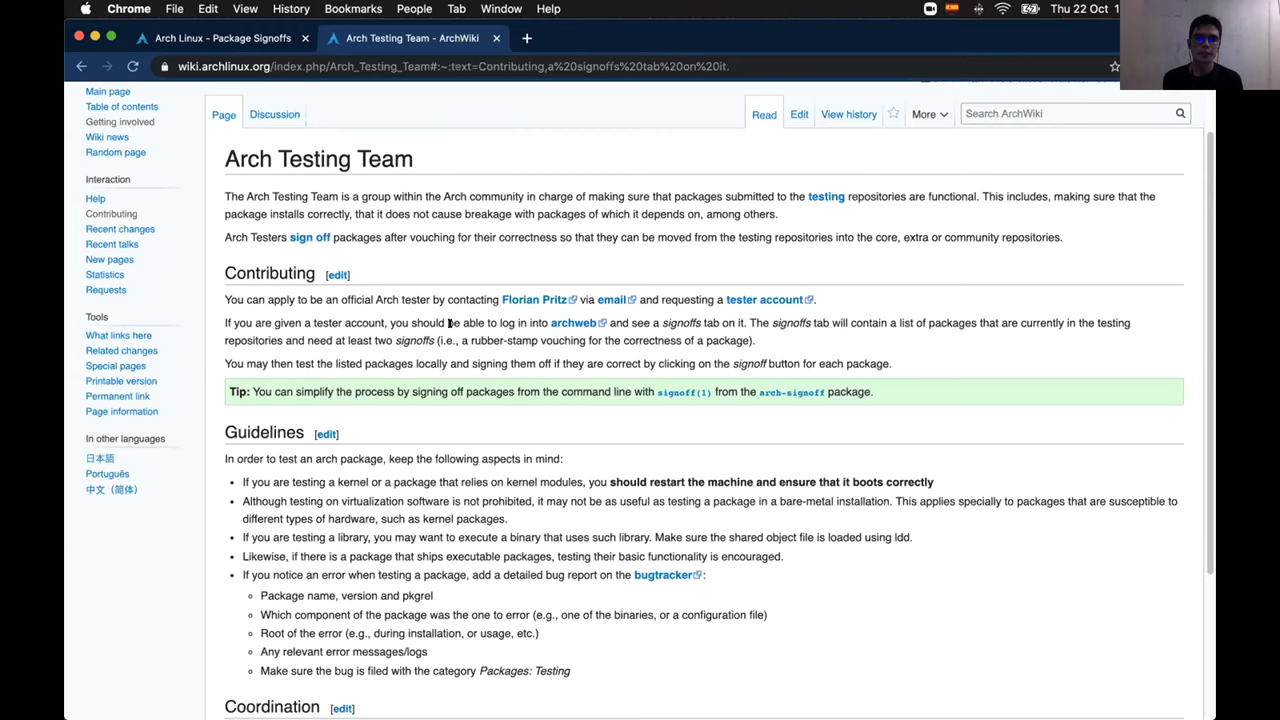 Chrome File Edit View History Bookmarks People Tab Window Help Thu 22 Oct 1
Arch Linux - Package Signoffs
Arch Testing Team - ArchWiki
wiki.archlinux.org/index.php/Arch_Testing_Team#:~:text=Contributing,a%20signoffs%20tab%20on%20it.
Main page
Table of contents
Getting involved
Wiki news
Random page
Interaction
Help
Contributing
Recent changes
Recent talks
New pages
Statistics
Requests
Tools
What links here
Related changes
Special pages
Printable version
Permanent link
Page information
In other languages
日本語
Português
中文（简体）
Page Discussion Read Edit View history More Search ArchWiki
Arch Testing Team
The Arch Testing Team is a group within the Arch community in charge of making sure that packages submitted to the testing repositories are functional. This includes, making sure that the
package installs correctly, that it does not cause breakage with packages of which it depends on, among others.
Arch Testers sign off packages after vouching for their correctness so that they can be moved from the testing repositories into the core, extra or community repositories.
Contributing [edit]
You can apply to be an official Arch tester by contacting Florian Pritz via email and requesting a tester account.
If you are given a tester account, you should be able to log in into archweb and see a signoffs tab on it. The signoffs tab will contain a list of packages that are currently in the testing
repositories and need at least two signoffs (i.e., a rubber-stamp vouching for the correctness of a package).
You may then test the listed packages locally and signing them off if they are correct by clicking on the signoff button for each package.
Tip: You can simplify the process by signing off packages from the command line with signoff(1) from the arch-signoff package.
Guidelines [edit]
In order to test an arch package, keep the following aspects in mind:
• If you are testing a kernel or a package that relies on kernel modules, you should restart the machine and ensure that it boots correctly
• Although testing on virtualization software is not prohibited, it may not be as useful as testing a package in a bare-metal installation. This applies specially to packages that are susceptible to
different types of hardware, such as kernel packages.
• If you are testing a library, you may want to execute a binary that uses such library. Make sure the shared object file is loaded using ldd.
• Likewise, if there is a package that ships executable packages, testing their basic functionality is encouraged.
• If you notice an error when testing a package, add a detailed bug report on the bugtracker:
Package name, version and pkgrel
Which component of the package was the one to error (e.g., one of the binaries, or a configuration file)
Root of the error (e.g., during installation, or usage, etc.)
Any relevant error messages/logs
Make sure the bug is filed with the category Packages: Testing
Coordination [edit]